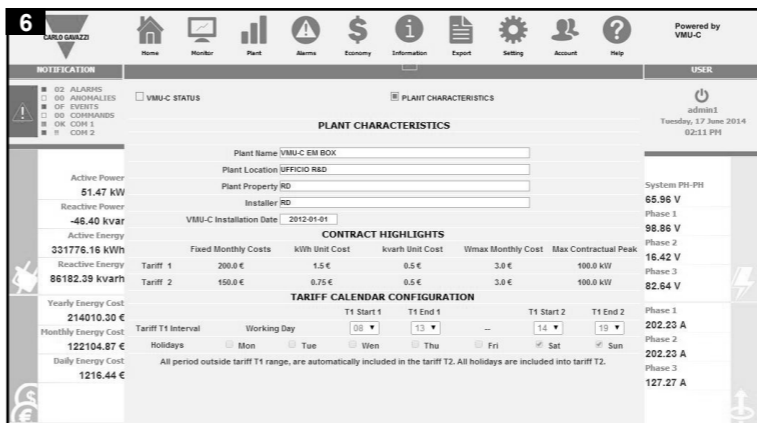 6
CARLO GAVAZZI
Home Monitor Plant Alarms Economy Information Export Setting Account Help
Powered by
VMU-C
NOTIFICATION
USER
02 ALARMS
00 ANOMALIES
OF EVENTS
00 COMMANDS
OK COM 1
!! COM 2
VMU-C STATUS
PLANT CHARACTERISTICS
admin1
Tuesday, 17 June 2014
02:11 PM
PLANT CHARACTERISTICS
Plant Name VMU-C EM BOX
Plant Location UFFICIO R&D
Plant Property RD
Installer RD
VMU-C Installation Date 2012-01-01
Active Power
51.47 kW
Reactive Power
-46.40 kvar
Active Energy
331776.16 kWh
Reactive Energy
86182.39 kvarh
Yearly Energy Cost
214010.30 €
Monthly Energy Cost
122104.87 €
Daily Energy Cost
1216.44 €
CONTRACT HIGHLIGHTS
Fixed Monthly Costs kWh Unit Cost kvarh Unit Cost Wmax Monthly Cost Max Contractual Peak
Tariff 1 200.0 € 1.5 € 0.5 € 3.0 € 100.0 kW
Tariff 2 150.0 € 0.75 € 0.5 € 3.0 € 100.0 kW
TARIFF CALENDAR CONFIGURATION
T1 Start 1 T1 End 1 T1 Start 2 T1 End 2
Tariff T1 Interval Working Day 08 13 -- 14 19
Holidays Mon Tue Wen Thu Fri Sat Sun
All period outside tariff T1 range, are automatically included in the tariff T2. All holidays are included into tariff T2.
System PH-PH
65.96 V
Phase 1
98.86 V
Phase 2
16.42 V
Phase 3
82.64 V
Phase 1
202.23 A
Phase 2
202.23 A
Phase 3
127.27 A